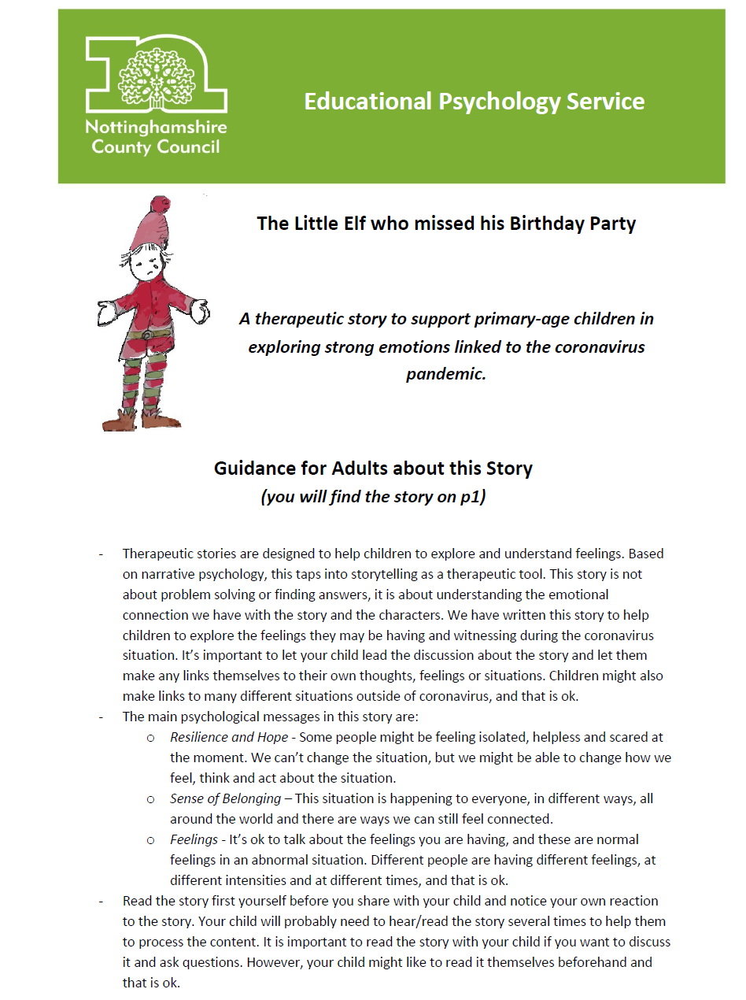 Nottinghamshire
County Council
Educational Psychology Service
The Little Elf who missed his Birthday Party
A therapeutic story to support primary-age children in
exploring strong emotions linked to the coronavirus
pandemic.
Guidance for Adults about this Story
(you will find the story on p1)
- Therapeutic stories are designed to help children to explore and understand feelings. Based
on narrative psychology, this taps into storytelling as a therapeutic tool. This story is not
about problem solving or finding answers, it is about understanding the emotional
connection we have with the story and the characters. We have written this story to help
children to explore the feelings they may be having and witnessing during the coronavirus
situation. It’s important to let your child lead the discussion about the story and let them
make any links themselves to their own thoughts, feelings or situations. Children might also
make links to many different situations outside of coronavirus, and that is ok.
- The main psychological messages in this story are:
o Resilience and Hope - Some people might be feeling isolated, helpless and scared at
the moment. We can’t change the situation, but we might be able to change how we
feel, think and act about the situation.
o Sense of Belonging – This situation is happening to everyone, in different ways, all
around the world and there are ways we can still feel connected.
o Feelings - It’s ok to talk about the feelings you are having, and these are normal
feelings in an abnormal situation. Different people are having different feelings, at
different intensities and at different times, and that is ok.
- Read the story first yourself before you share with your child and notice your own reaction
to the story. Your child will probably need to hear/read the story several times to help them
to process the content. It is important to read the story with your child if you want to discuss
it and ask questions. However, your child might like to read it themselves beforehand and
that is ok.